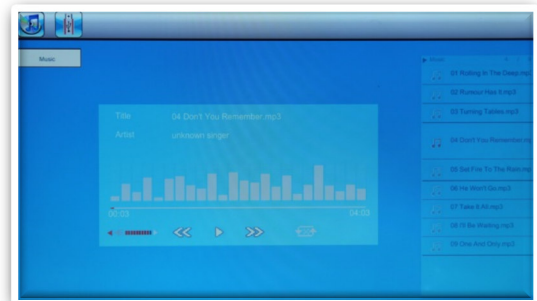 Music
Title 04 Don't You Remember.mp3
Artist unknown singer
00:03 04:03
01 Rolling In The Deep.mp
02 Rumour Has It.mp3
03 Turning Tables.mp3
04 Don't You Remember.mp
05 Set Fire To The Rain.mp
06 He Won't Go.mp3
07 Take It All.mp3
08 I'll Be Waiting.mp3
09 One And Only.mp3